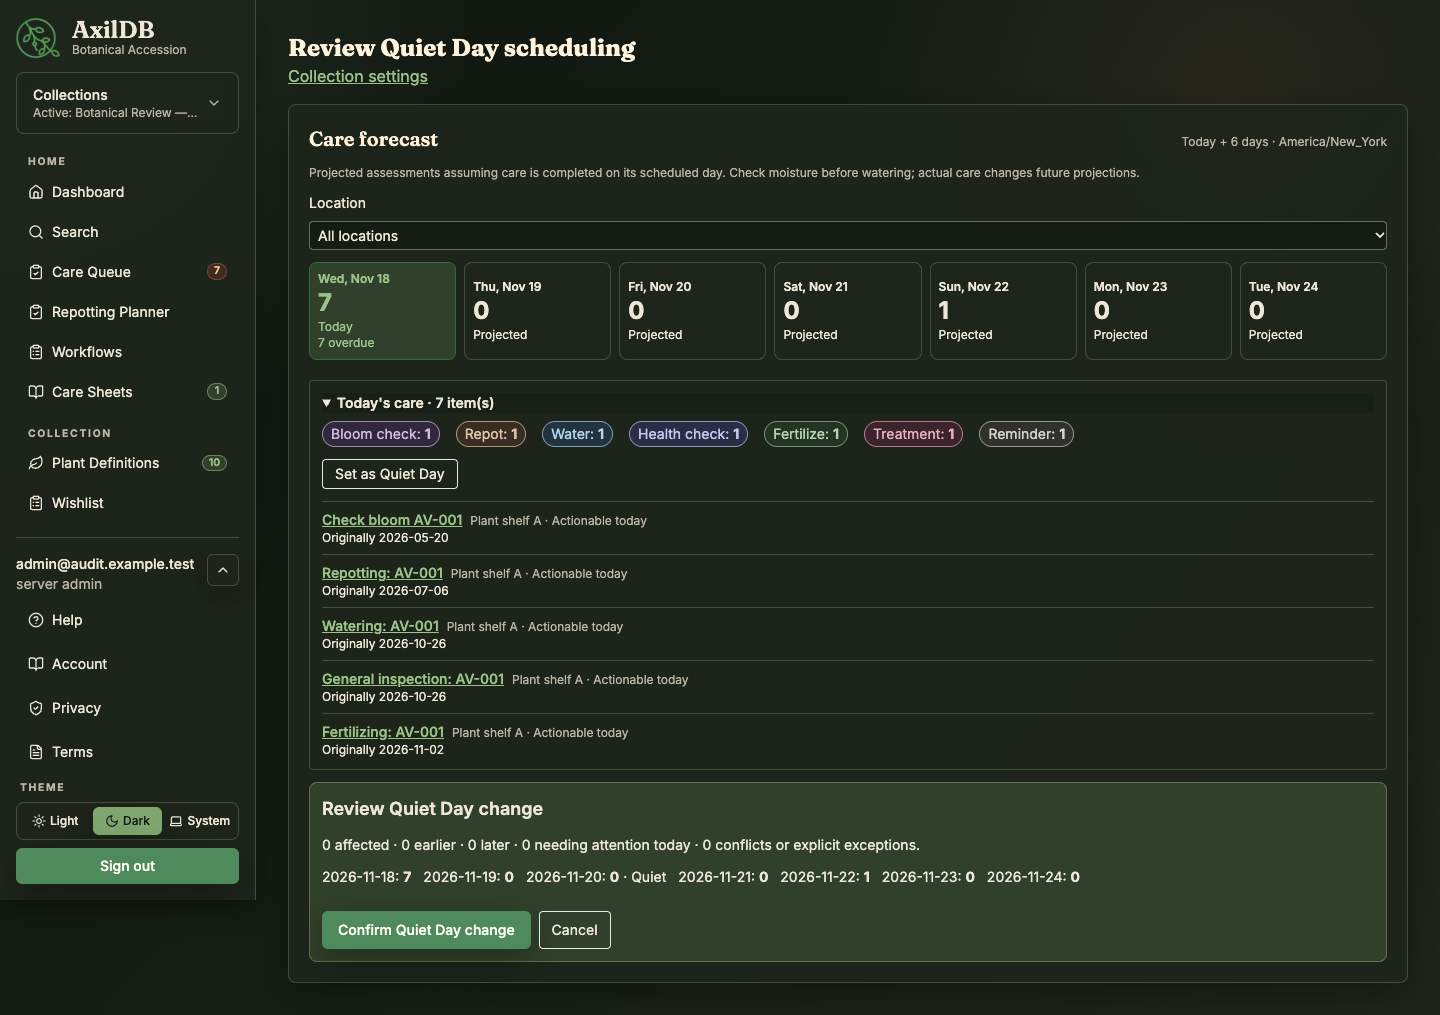 AxilDB
Botanical Accession
Collections
Active: Botanical Review —...
HOME
Dashboard
Search
Care Queue 7
Repotting Planner
Workflows
Care Sheets 1
COLLECTION
Plant Definitions 10
Wishlist
admin@audit.example.test
server admin
Help
Account
Privacy
Terms
THEME
Light Dark System
Sign out
Review Quiet Day scheduling
Collection settings
Care forecast
Today + 6 days · America/New_York
Projected assessments assuming care is completed on its scheduled day. Check moisture before watering; actual care changes future projections.
Location
All locations
Wed, Nov 18
7
Today
7 overdue
Thu, Nov 19
0
Projected
Fri, Nov 20
0
Projected
Sat, Nov 21
0
Projected
Sun, Nov 22
1
Projected
Mon, Nov 23
0
Projected
Tue, Nov 24
0
Projected
▼ Today's care · 7 item(s)
Bloom check: 1 Repot: 1 Water: 1 Health check: 1 Fertilize: 1 Treatment: 1 Reminder: 1
Set as Quiet Day
Check bloom AV-001 Plant shelf A · Actionable today
Originally 2026-05-20
Repotting: AV-001 Plant shelf A · Actionable today
Originally 2026-07-06
Watering: AV-001 Plant shelf A · Actionable today
Originally 2026-10-26
General inspection: AV-001 Plant shelf A · Actionable today
Originally 2026-10-26
Fertilizing: AV-001 Plant shelf A · Actionable today
Originally 2026-11-02
Review Quiet Day change
0 affected · 0 earlier · 0 later · 0 needing attention today · 0 conflicts or explicit exceptions.
2026-11-18: 7 2026-11-19: 0 2026-11-20: 0 · Quiet 2026-11-21: 0 2026-11-22: 1 2026-11-23: 0 2026-11-24: 0
Confirm Quiet Day change Cancel